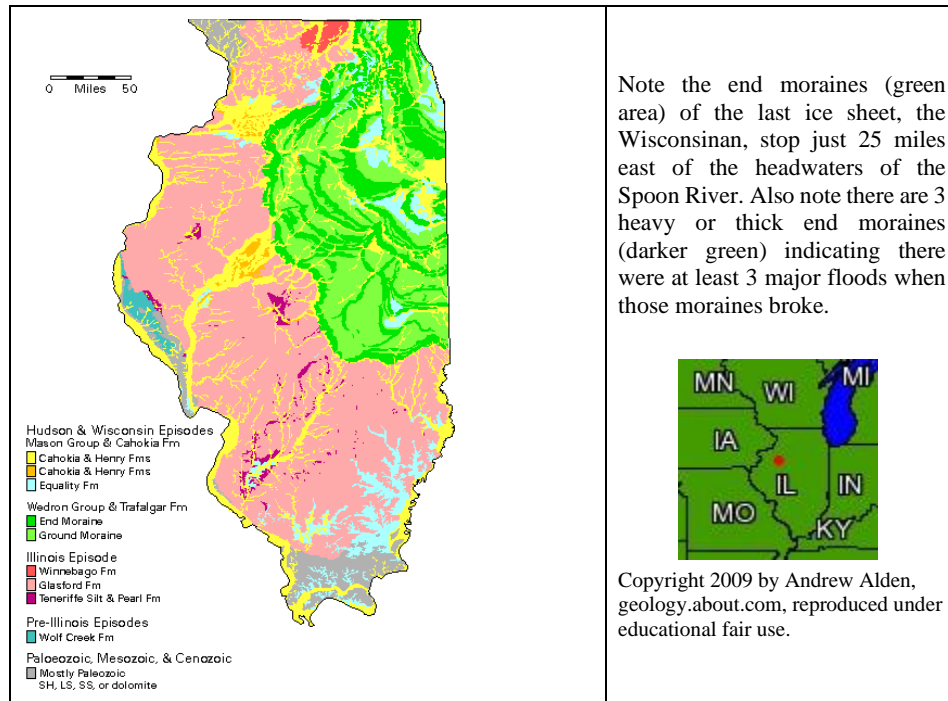 0 Miles 50
Hudson & Wisconsin Episodes
Mason Group & Cahokia Fm
Cahokia & Henry Fms
Cahokia & Henry Fms
Equality Fm
Wedron Group & Trafalgar Fm
End Moraine
Ground Moraine
Illinois Episode
Winnebago Fm
Glasford Fm
Teneriffe Silt & Pearl Fm
Pre-Illinois Episodes
Wolf Creek Fm
Paloeozoic, Mesozoic, & Cenozoic
Mostly Paleozoic
SH, LS, SS, or dolomite
Note the end moraines (green
area) of the last ice sheet, the
Wisconsinan, stop just 25 miles
east of the headwaters of the
Spoon River. Also note there are 3
heavy or thick end moraines
(darker green) indicating there
were at least 3 major floods when
those moraines broke.
MN WI MI
IA
IL IN
MO
KY
Copyright 2009 by Andrew Alden,
geology.about.com, reproduced under
educational fair use.